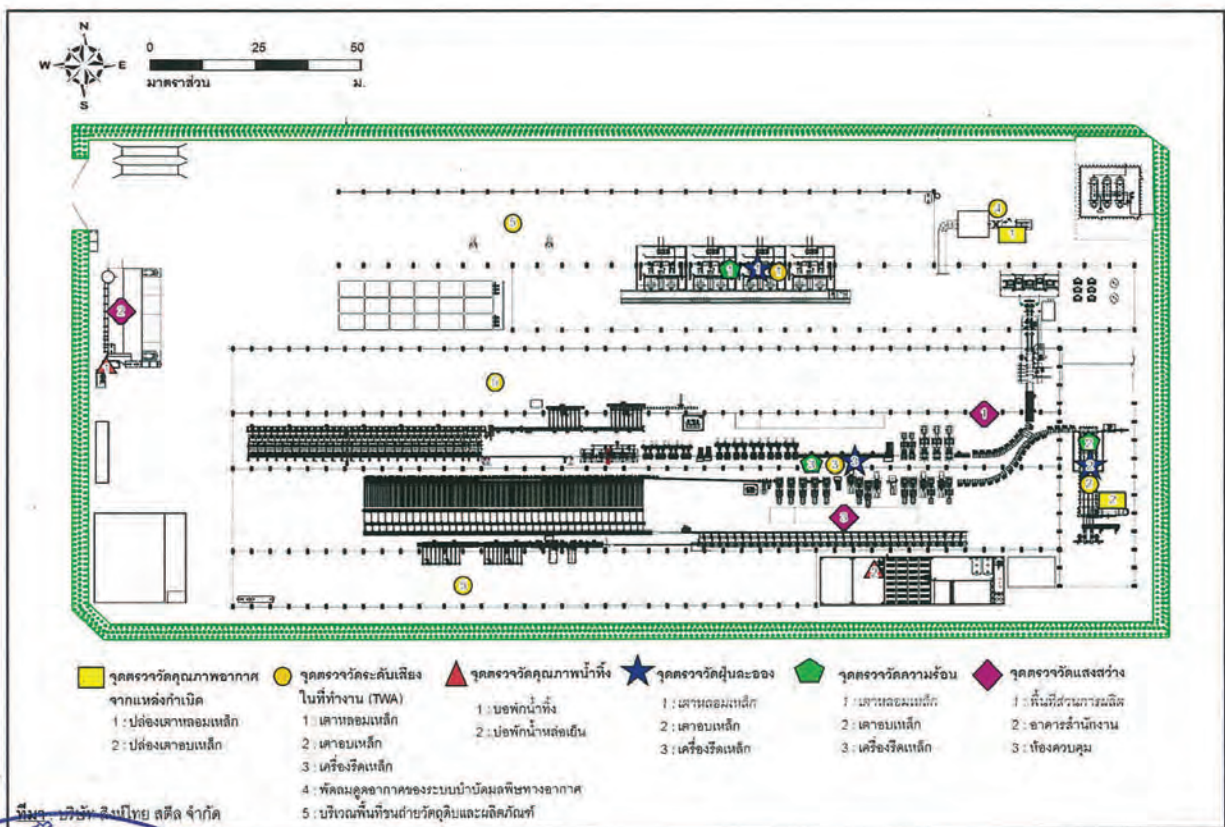 N
W E
S
0 25 50
มาตราส่วน ม.
5
4
1
1
1
1
2
1
5
1
2
3
3
3
2
2
2
3
2
5
จุดตรวจวัดคุณภาพอากาศ
จากแหล่งกำเนิด
1 : ปล่องเตาหลอมเหล็ก
2 : ปล่องเตาอบเหล็ก
จุดตรวจวัดระดับเสียง
ในที่ทำงาน (TWA)
1 : เตาหลอมเหล็ก
2 : เตาอบเหล็ก
3 : เครื่องรีดเหล็ก
4 : พัดลมดูดอากาศของระบบบำบัดมลพิษทางอากาศ
5 : บริเวณพื้นที่ขนถ่ายวัตถุดิบและผลิตภัณฑ์
จุดตรวจวัดคุณภาพน้ำทิ้ง
1 : บ่อพักน้ำทิ้ง
2 : บ่อพักน้ำหล่อเย็น
จุดตรวจวัดฝุ่นละออง
1 : เตาหลอมเหล็ก
2 : เตาอบเหล็ก
3 : เครื่องรีดเหล็ก
จุดตรวจวัดความร้อน
1 : เตาหลอมเหล็ก
2 : เตาอบเหล็ก
3 : เครื่องรีดเหล็ก
จุดตรวจวัดแสงสว่าง
1 : พื้นที่ส่วนการผลิต
2 : อาคารสำนักงาน
3 : ห้องควบคุม
ที่มา : บริษัท สตีล จำกัด